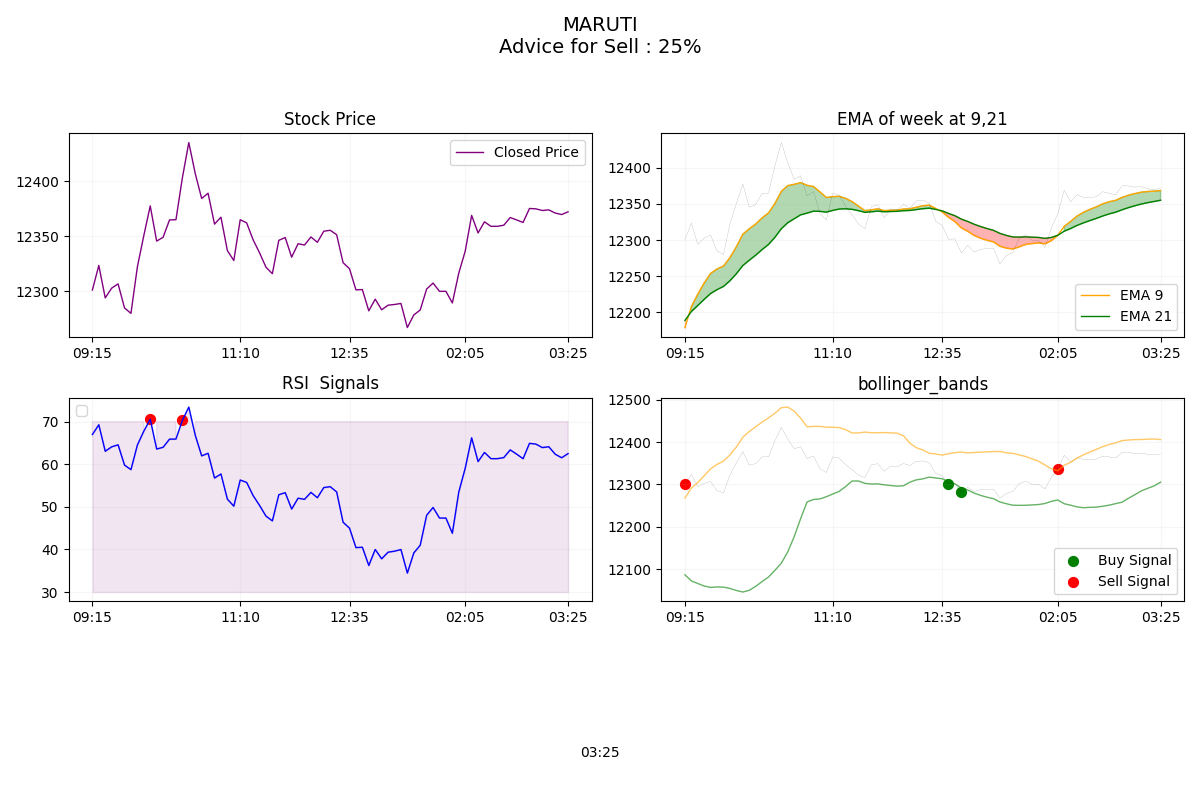 MARUTI
Advice for Sell : 25%
Stock Price
12400
12350
12300
Closed Price
09:15 11:10 12:35 02:05 03:25
EMA of week at 9,21
12400
12350
12300
12250
12200
EMA 9
EMA 21
09:15 11:10 12:35 02:05 03:25
RSI  Signals
70
60
50
40
30
09:15 11:10 12:35 02:05 03:25
bollinger_bands
12500
12400
12300
12200
12100
Buy Signal
Sell Signal
09:15 11:10 12:35 02:05 03:25
03:25